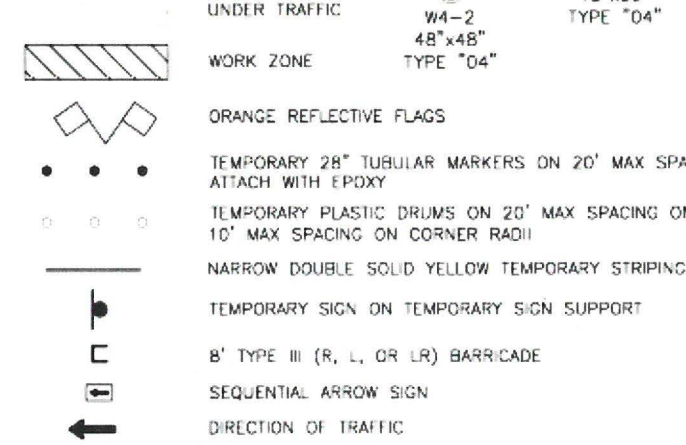 UNDER TRAFFIC
W4-2
48"x48"
TYPE "04"
TYPE "04"
WORK ZONE
ORANGE REFLECTIVE FLAGS
TEMPORARY 28" TUBULAR MARKERS ON 20' MAX SPA
ATTACH WITH EPOXY
TEMPORARY PLASTIC DRUMS ON 20' MAX SPACING ON
10' MAX SPACING ON CORNER RADII
NARROW DOUBLE SOLID YELLOW TEMPORARY STRIPING
TEMPORARY SIGN ON TEMPORARY SIGN SUPPORT
8' TYPE III (R, L, OR LR) BARRICADE
SEQUENTIAL ARROW SIGN
DIRECTION OF TRAFFIC